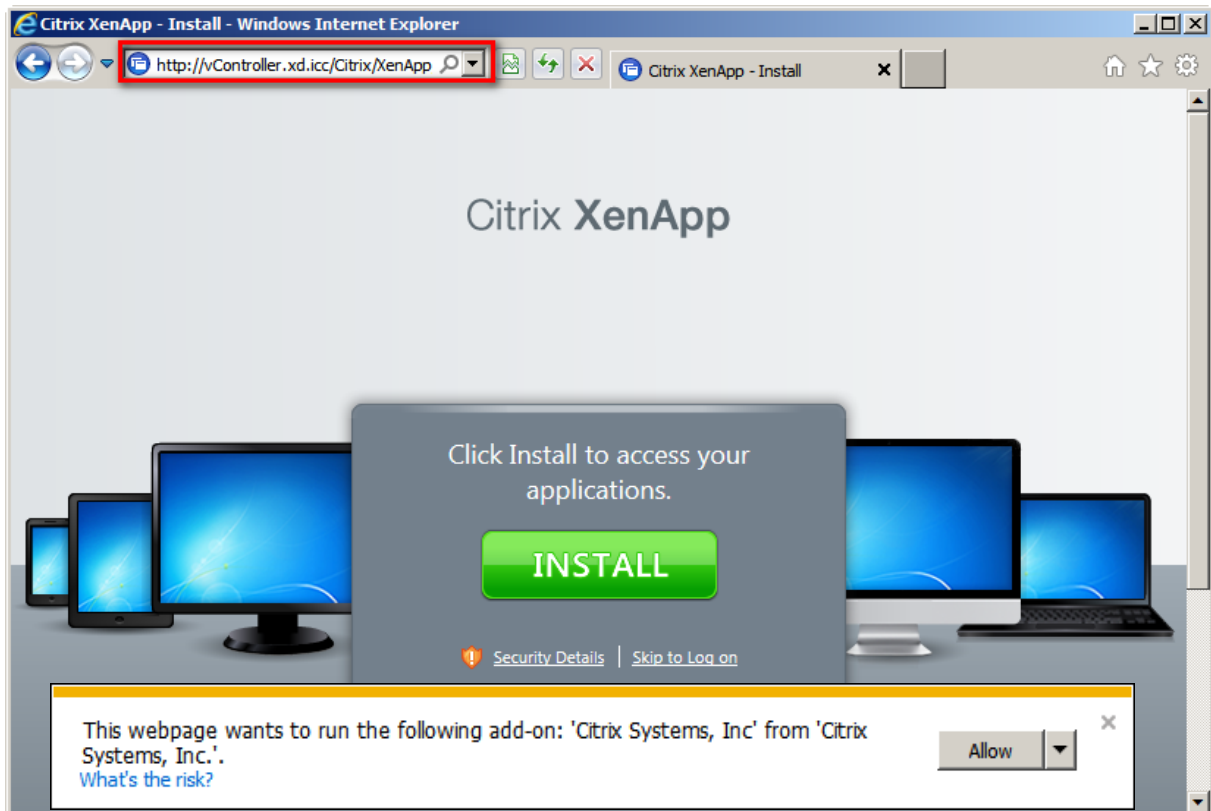 Citrix XenApp - Install - Windows Internet Explorer
http://vController.xd.icc/Citrix/XenApp
Citrix XenApp - Install
Citrix XenApp
Click Install to access your
applications.
INSTALL
Security Details | Skip to Log on
This webpage wants to run the following add-on: 'Citrix Systems, Inc' from 'Citrix
Systems, Inc.'.
What's the risk?
Allow